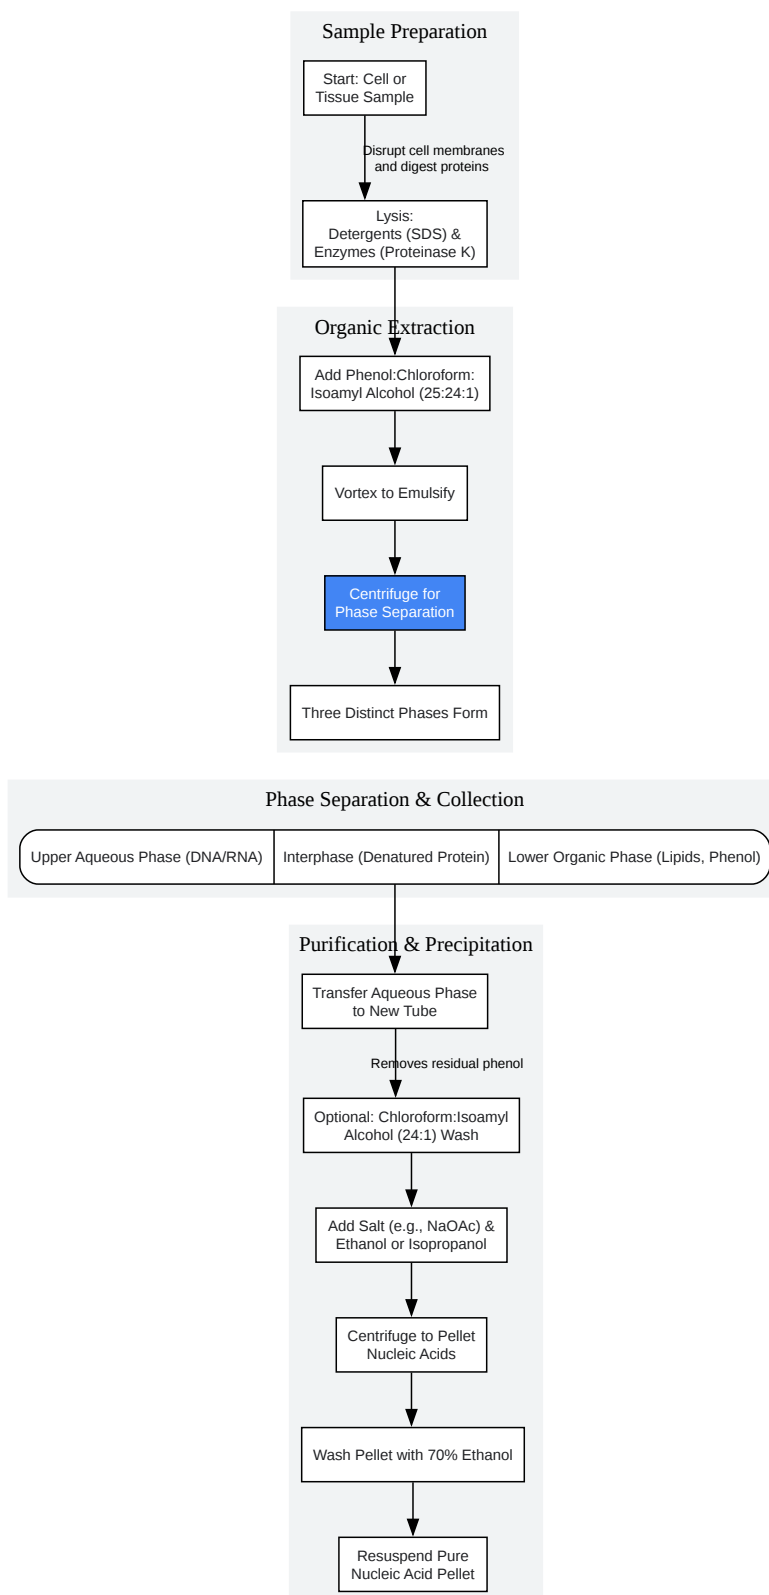 Sample Preparation
Start: Cell or
Tissue Sample
Disrupt cell membranes
and digest proteins
Lysis:
Detergents (SDS) &
Enzymes (Proteinase K)
Organic Extraction
Add Phenol:Chloroform:
Isoamyl Alcohol (25:24:1)
Vortex to Emulsify
Centrifuge for
Phase Separation
Three Distinct Phases Form
Phase Separation & Collection
Upper Aqueous Phase (DNA/RNA)
Interphase (Denatured Protein)
Lower Organic Phase (Lipids, Phenol)
Purification & Precipitation
Transfer Aqueous Phase
to New Tube
Removes residual phenol
Optional: Chloroform:Isoamyl
Alcohol (24:1) Wash
Add Salt (e.g., NaOAc) &
Ethanol or Isopropanol
Centrifuge to Pellet
Nucleic Acids
Wash Pellet with 70% Ethanol
Resuspend Pure
Nucleic Acid Pellet